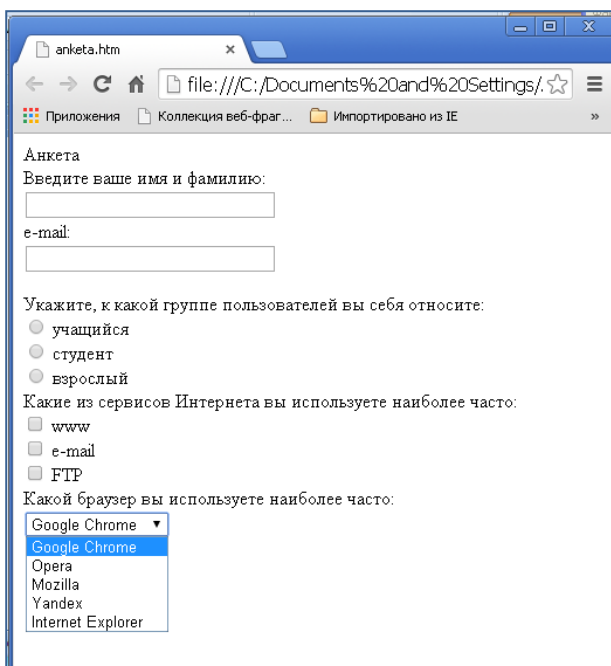 anketa.htm
file:///C:/Documents%20and%20Settings/.
Приложения Коллекция веб-фраг... Импортировано из IE »
Анкета
Введите ваше имя и фамилию:
e-mail:
Укажите, к какой группе пользователей вы себя относите:
учащийся
студент
взрослый
Какие из сервисов Интернета вы используете наиболее часто:
www
e-mail
FTP
Какой браузер вы используете наиболее часто:
Google Chrome
Google Chrome
Opera
Mozilla
Yandex
Internet Explorer